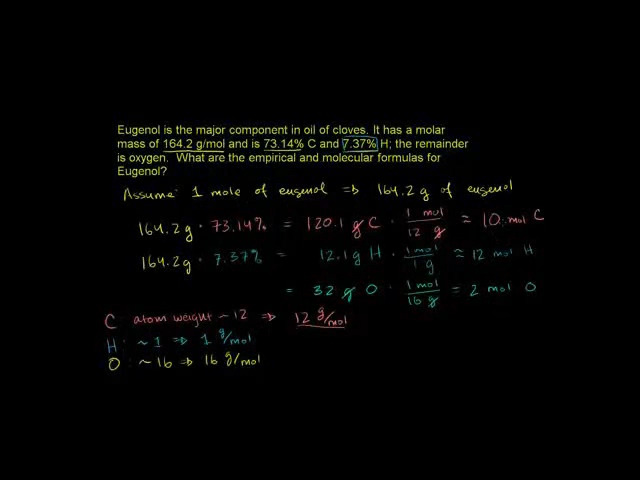 Eugenol is the major component in oil of cloves. It has a molar
mass of 164.2 g/mol and is 73.14% C and 7.37% H; the remainder
is oxygen. What are the empirical and molecular formulas for
Eugenol?
Assume: 1 mole of eugenol ⇒ 164.2 g of eugenol
164.2 g · 73.14% = 120.1 g C · 1 mol / 12 g ≈ 10 mol C
164.2 g · 7.37% = 12.1 g H · 1 mol / 1 g ≈ 12 mol H
= 32 g O · 1 mol / 16 g = 2 mol O
C atom weight ~ 12 ⇒ 12 g/mol
H: ~ 1 ⇒ 1 g/mol
O: ~ 16 ⇒ 16 g/mol